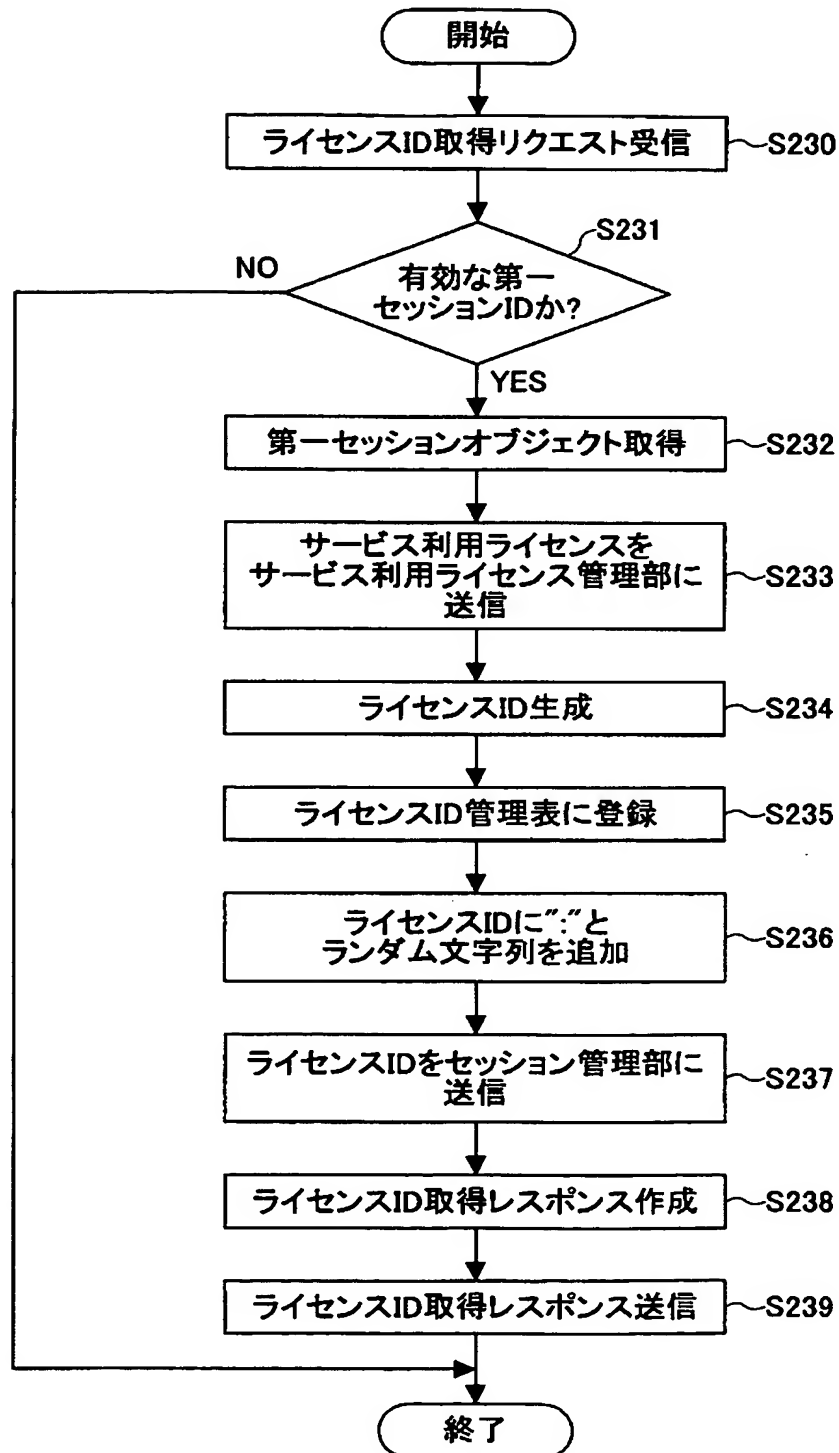 開始
ライセンスID取得リクエスト受信
S230
S231
NO
有効な第一
セッションIDか?
YES
第一セッションオブジェクト取得
S232
サービス利用ライセンスを
サービス利用ライセンス管理部に
送信
S233
ライセンスID生成
S234
ライセンスID管理表に登録
S235
ライセンスIDに":"と
ランダム文字列を追加
S236
ライセンスIDをセッション管理部に
送信
S237
ライセンスID取得レスポンス作成
S238
ライセンスID取得レスポンス送信
S239
終了